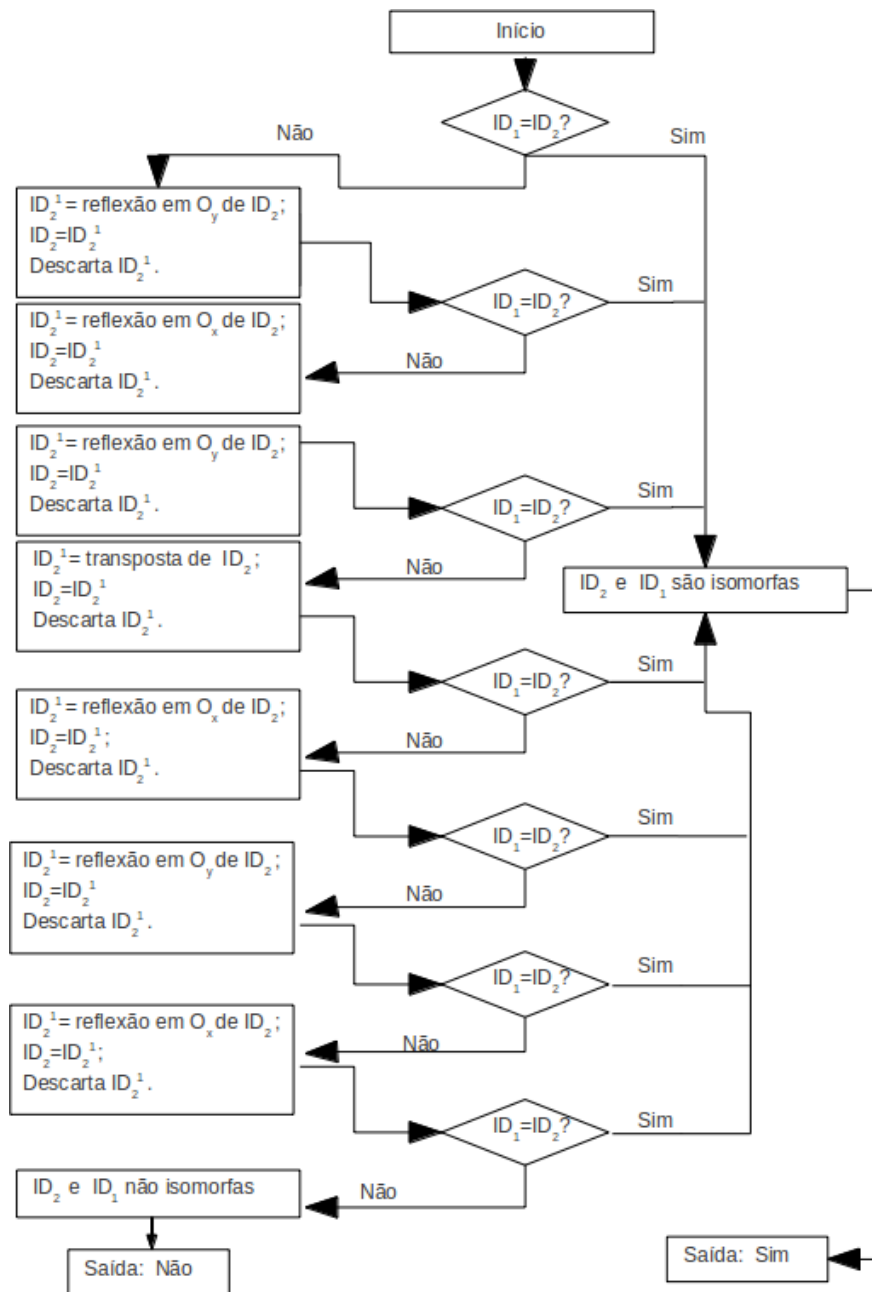 Início
ID₁=ID₂?
Não
Sim
ID₂¹= reflexão em Oy de ID₂;
ID₂=ID₂¹
Descarta ID₂¹.
ID₁=ID₂?
Sim
Não
ID₂¹= reflexão em Oₓ de ID₂;
ID₂=ID₂¹
Descarta ID₂¹.
ID₂¹= reflexão em Oy de ID₂;
ID₂=ID₂¹
Descarta ID₂¹.
ID₁=ID₂?
Sim
Não
ID₂¹= transposta de ID₂;
ID₂=ID₂¹
Descarta ID₂¹.
ID₂ e ID₁ são isomorfas
ID₁=ID₂?
Sim
Não
ID₂¹= reflexão em Oₓ de ID₂;
ID₂=ID₂¹;
Descarta ID₂¹.
ID₁=ID₂?
Sim
Não
ID₂¹= reflexão em Oy de ID₂;
ID₂=ID₂¹
Descarta ID₂¹.
ID₁=ID₂?
Sim
Não
ID₂¹= reflexão em Oₓ de ID₂;
ID₂=ID₂¹;
Descarta ID₂¹.
ID₁=ID₂?
Sim
Não
ID₂ e ID₁ não isomorfas
Saída: Não
Saída: Sim